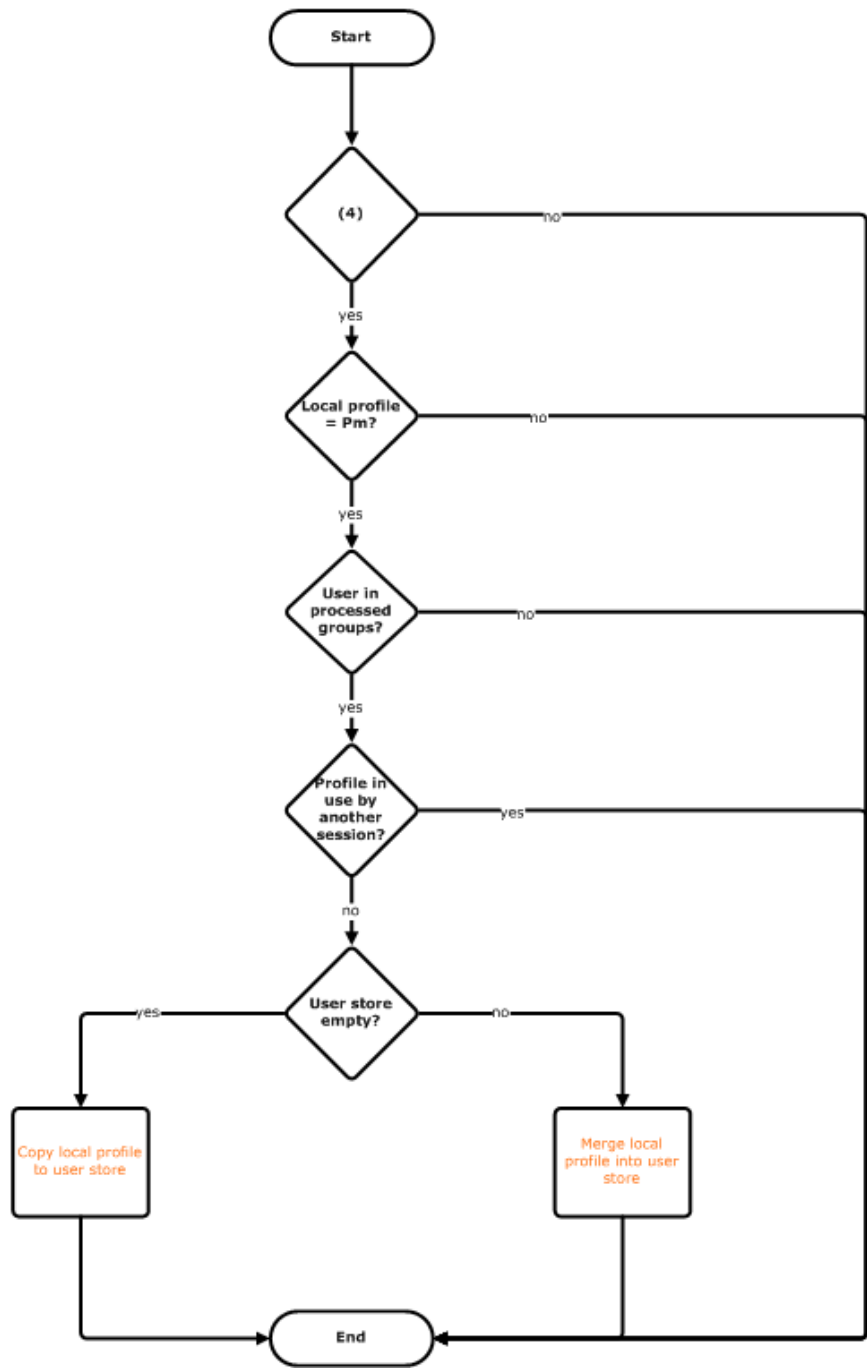 Start
(4)
no
yes
Local profile
= Pm?
no
yes
User in
processed
groups?
no
yes
Profile in
use by
another
session?
yes
no
User store
empty?
yes
no
Copy local profile
to user store
Merge local
profile into user
store
End